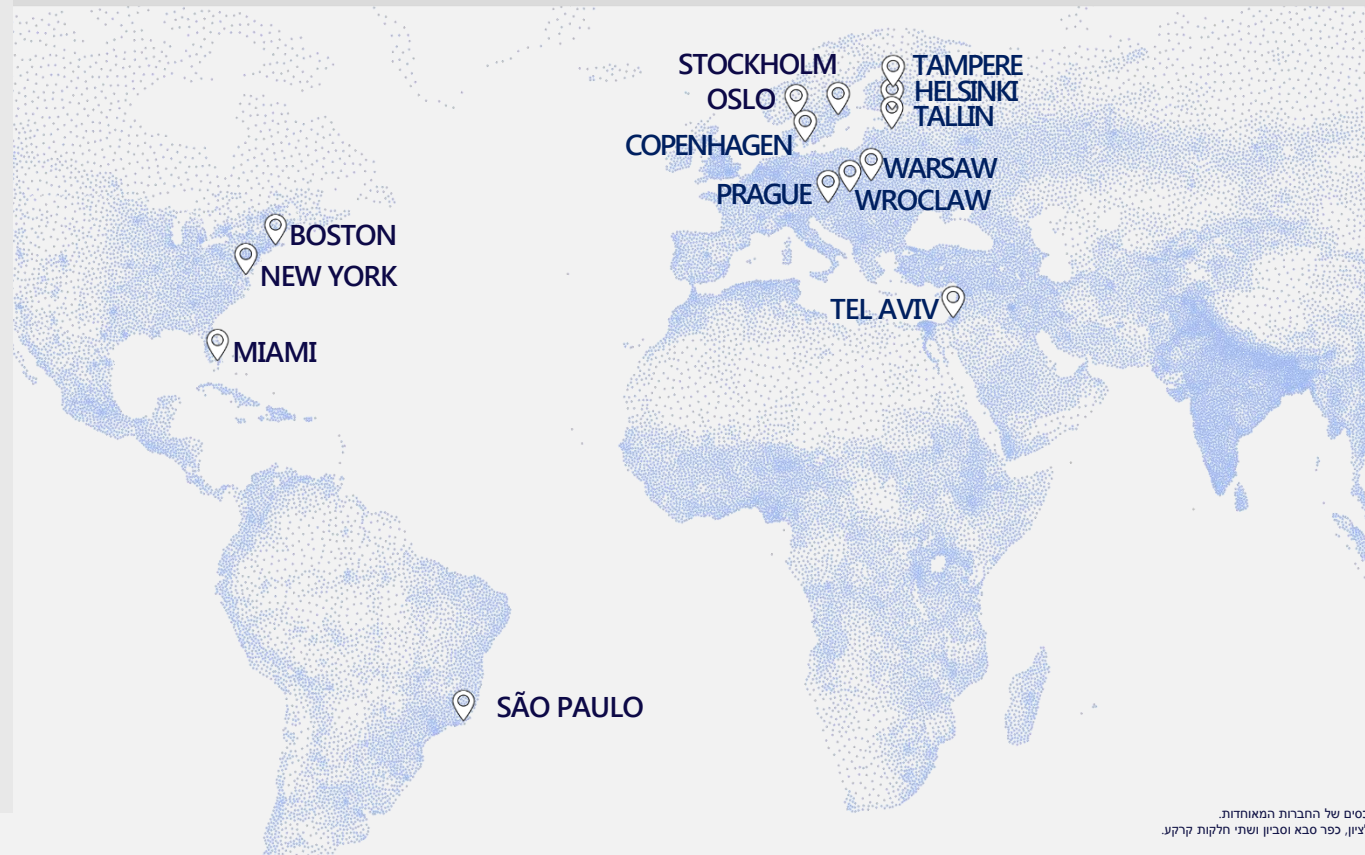 STOCKHOLM
TAMPERE
OSLO
HELSINKI
TALLIN
COPENHAGEN
WARSAW
PRAGUE
WROCLAW
BOSTON
NEW YORK
TEL AVIV
MIAMI
SÃO PAULO
של החברות המאוחדות.
כפר סבא וסביון ושתי חלקות קרקע.